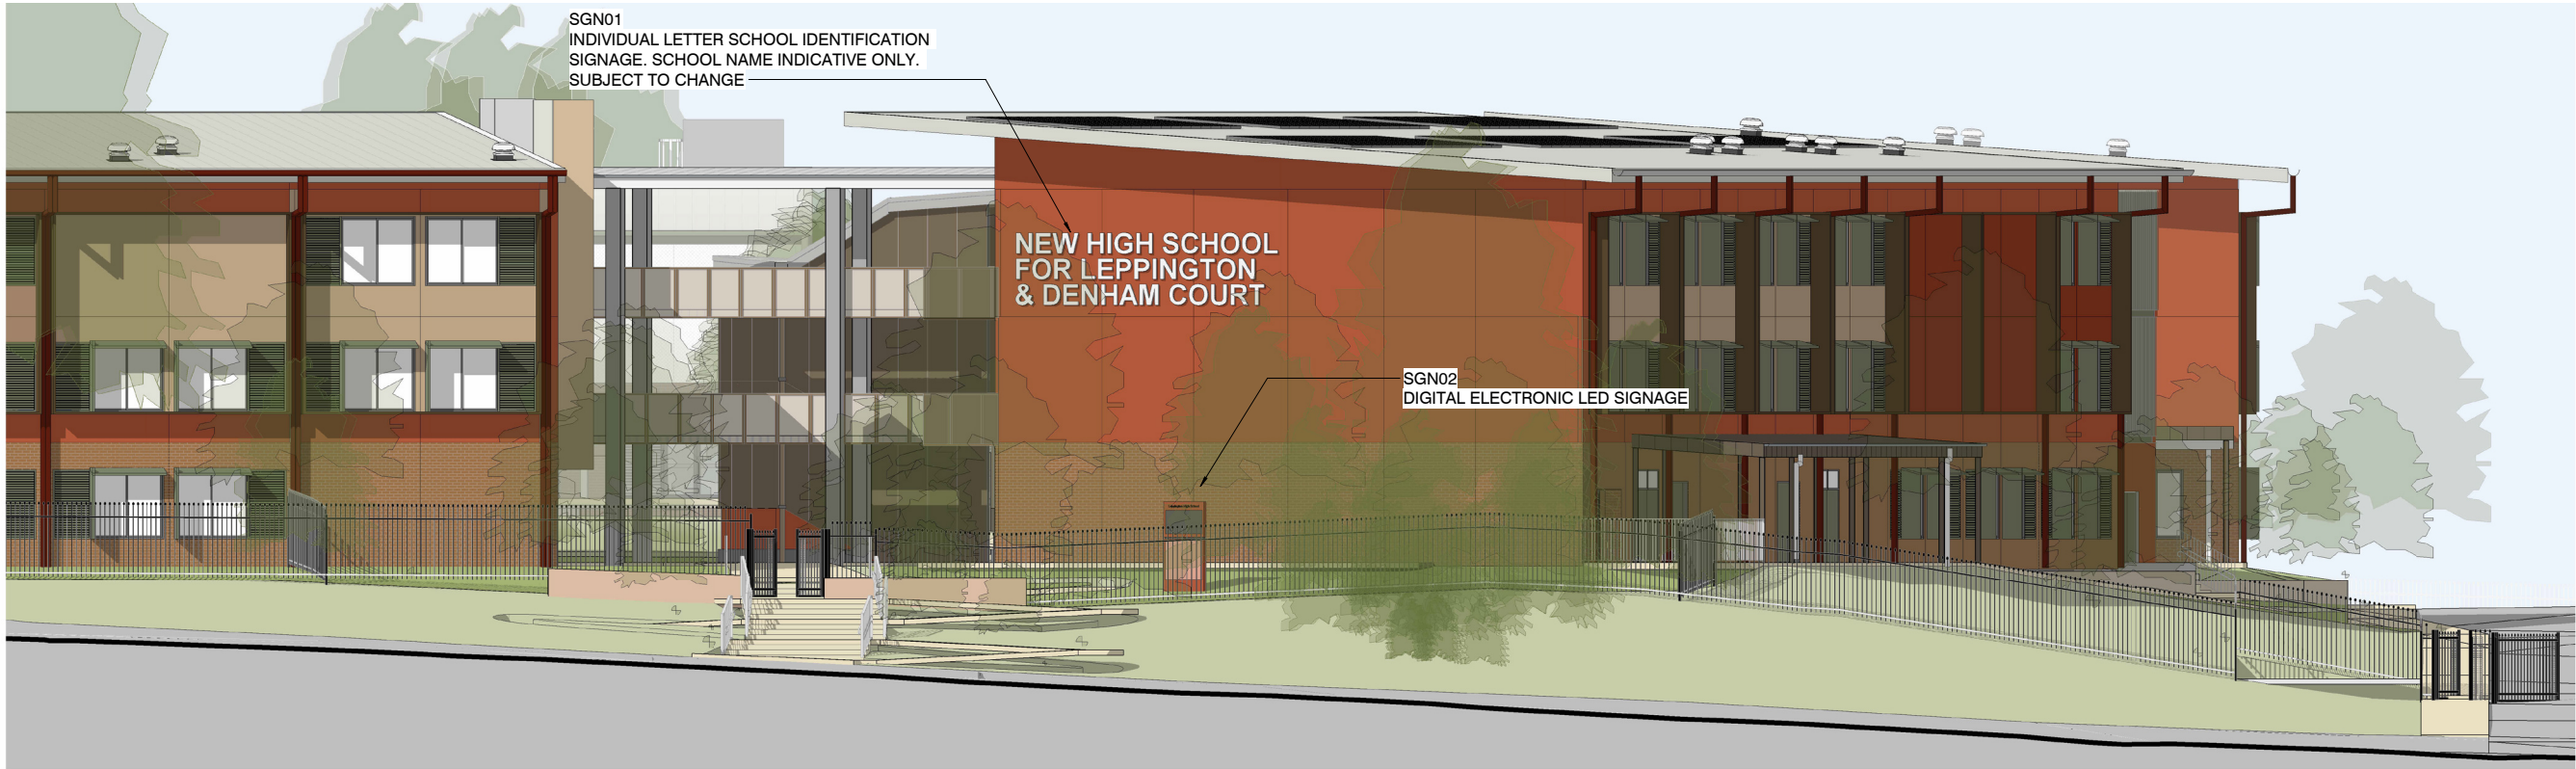 SGN01
INDIVIDUAL LETTER SCHOOL IDENTIFICATION
SIGNAGE. SCHOOL NAME INDICATIVE ONLY.
SUBJECT TO CHANGE
NEW HIGH SCHOOL
FOR LEPPINGTON
& DENHAM COURT
SGN02
DIGITAL ELECTRONIC LED SIGNAGE